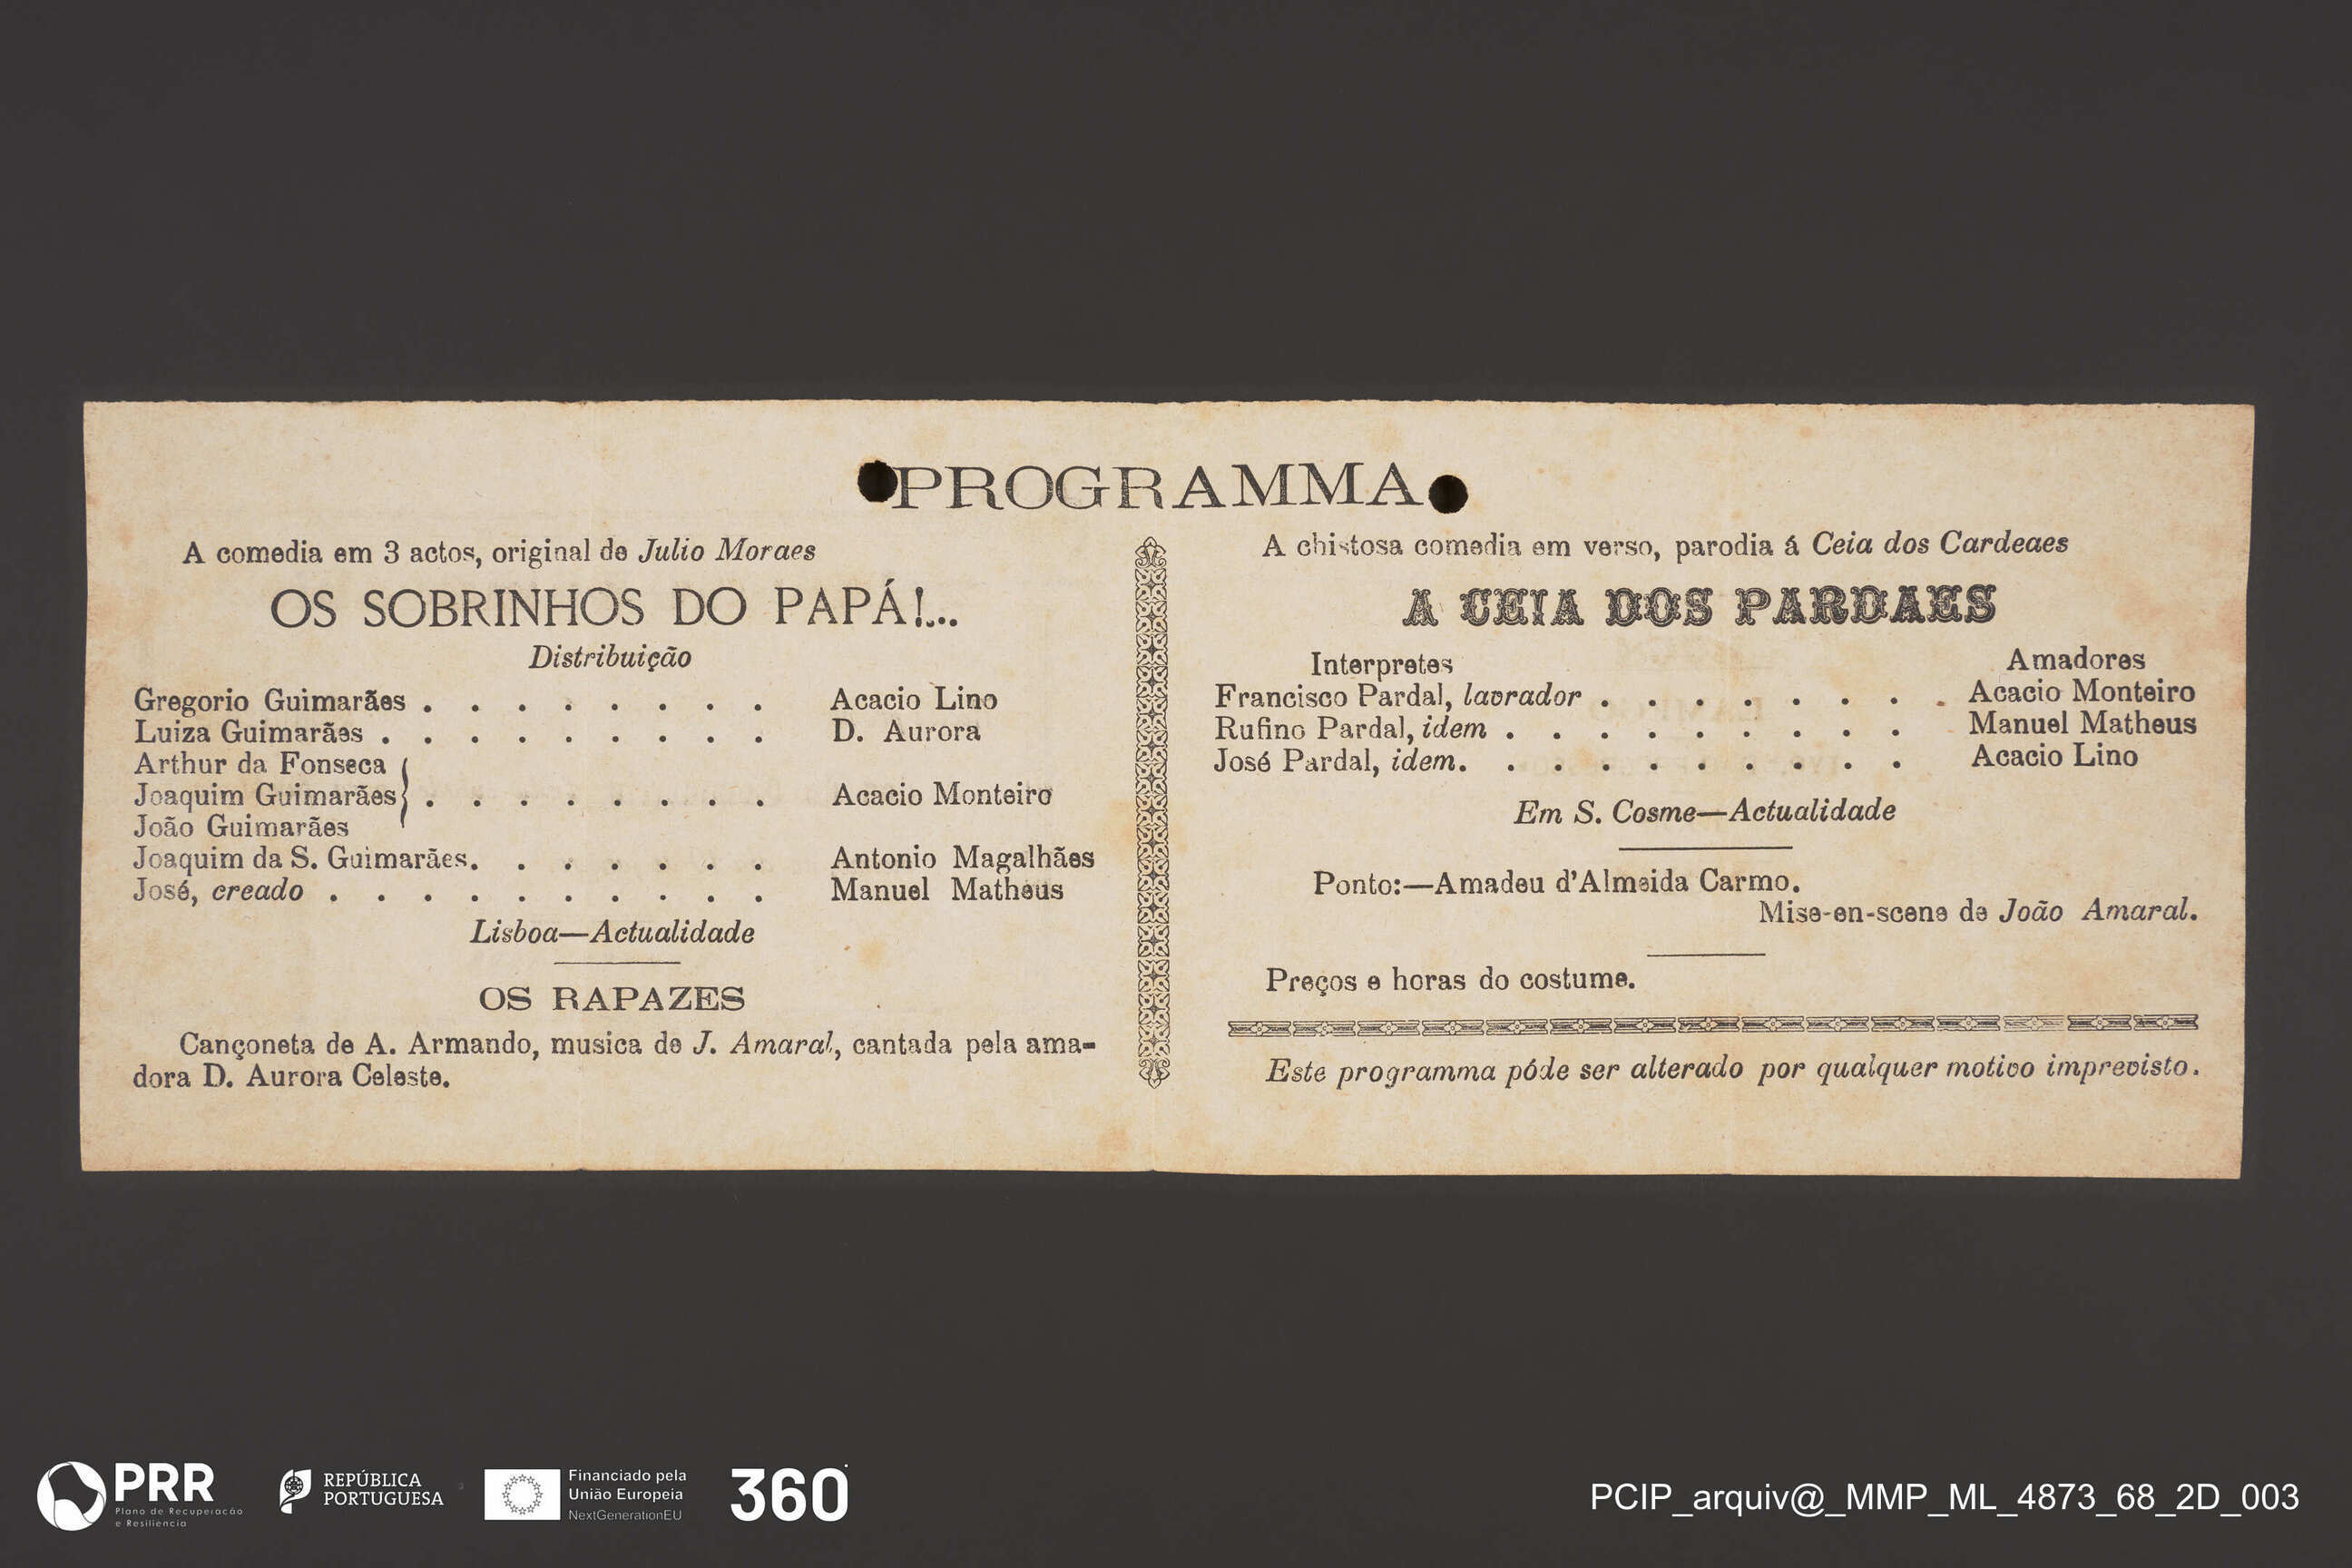 PROGRAMMA
A comedia em 3 actos, original de Julio Moraes
OS SOBRINHOS DO PAPÁ!...
Distribuição
Gregorio Guimarães . . . . . . . . Acacio Lino
Luiza Guimarães . . . . . . . . . D. Aurora
Arthur da Fonseca
Joaquim Guimarães } . . . . . . . . Acacio Monteiro
João Guimarães
Joaquim da S. Guimarães. . . . . . . Antonio Magalhães
José, creado . . . . . . . . . . Manuel Matheus
Lisboa—Actualidade
OS RAPAZES
Cançoneta de A. Armando, musica de J. Amaral, cantada pela ama-
dora D. Aurora Celeste.
A chistosa comedia em verso, parodia á Ceia dos Cardeaes
A CEIA DOS PARDAES
Interpretes Amadores
Francisco Pardal, lavrador . . . . . . . . Acacio Monteiro
Rufino Pardal, idem . . . . . . . . . Manuel Matheus
José Pardal, idem. . . . . . . . . . Acacio Lino
Em S. Cosme—Actualidade
Ponto:—Amadeu d'Almeida Carmo.
Mise-en-scene de João Amaral.
Preços e horas do costume.
Este programma póde ser alterado por qualquer motivo imprevisto.
PRR
Plano de Recuperação
e Resiliência
REPÚBLICA
PORTUGUESA
Financiado pela
União Europeia
NextGenerationEU
360
PCIP_arquiv@_MMP_ML_4873_68_2D_003